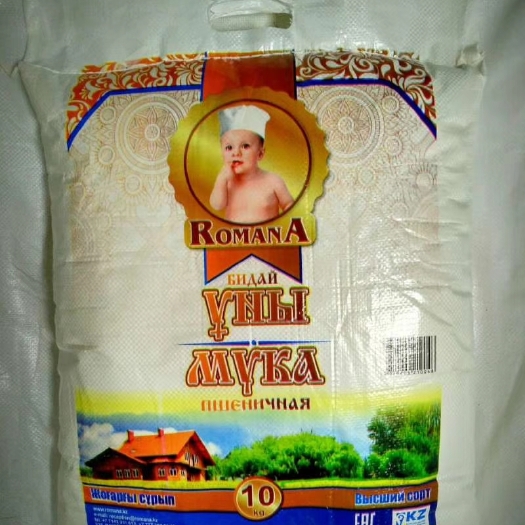 ROMANA
БИДАЙ
ҰНЫ
МУКА
ПШЕНИЧНАЯ
Жоғарғы сұрып
10
кг.
Высший сорт
KZ